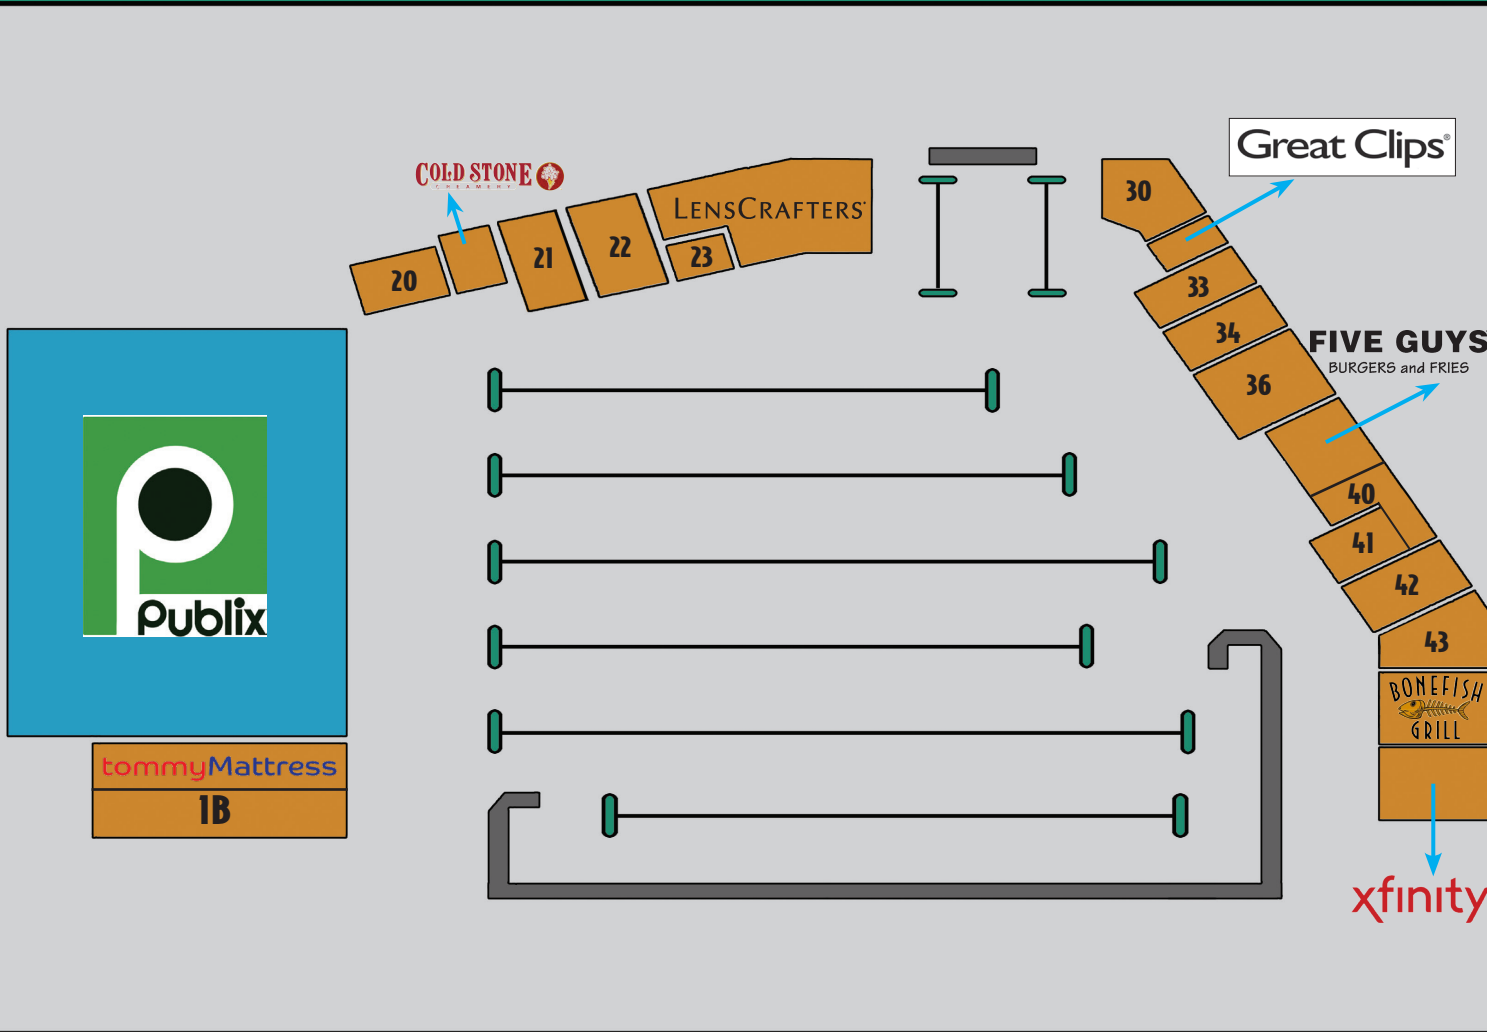 Great Clips®
COLD STONE
CREAMERY
30
LENSCRAFTERS®
21
22
23
20
33
34
FIVE GUYS
BURGERS and FRIES
36
40
41
42
Publix
43
BONEFISH
GRILL
tommyMattress
1B
xfinity